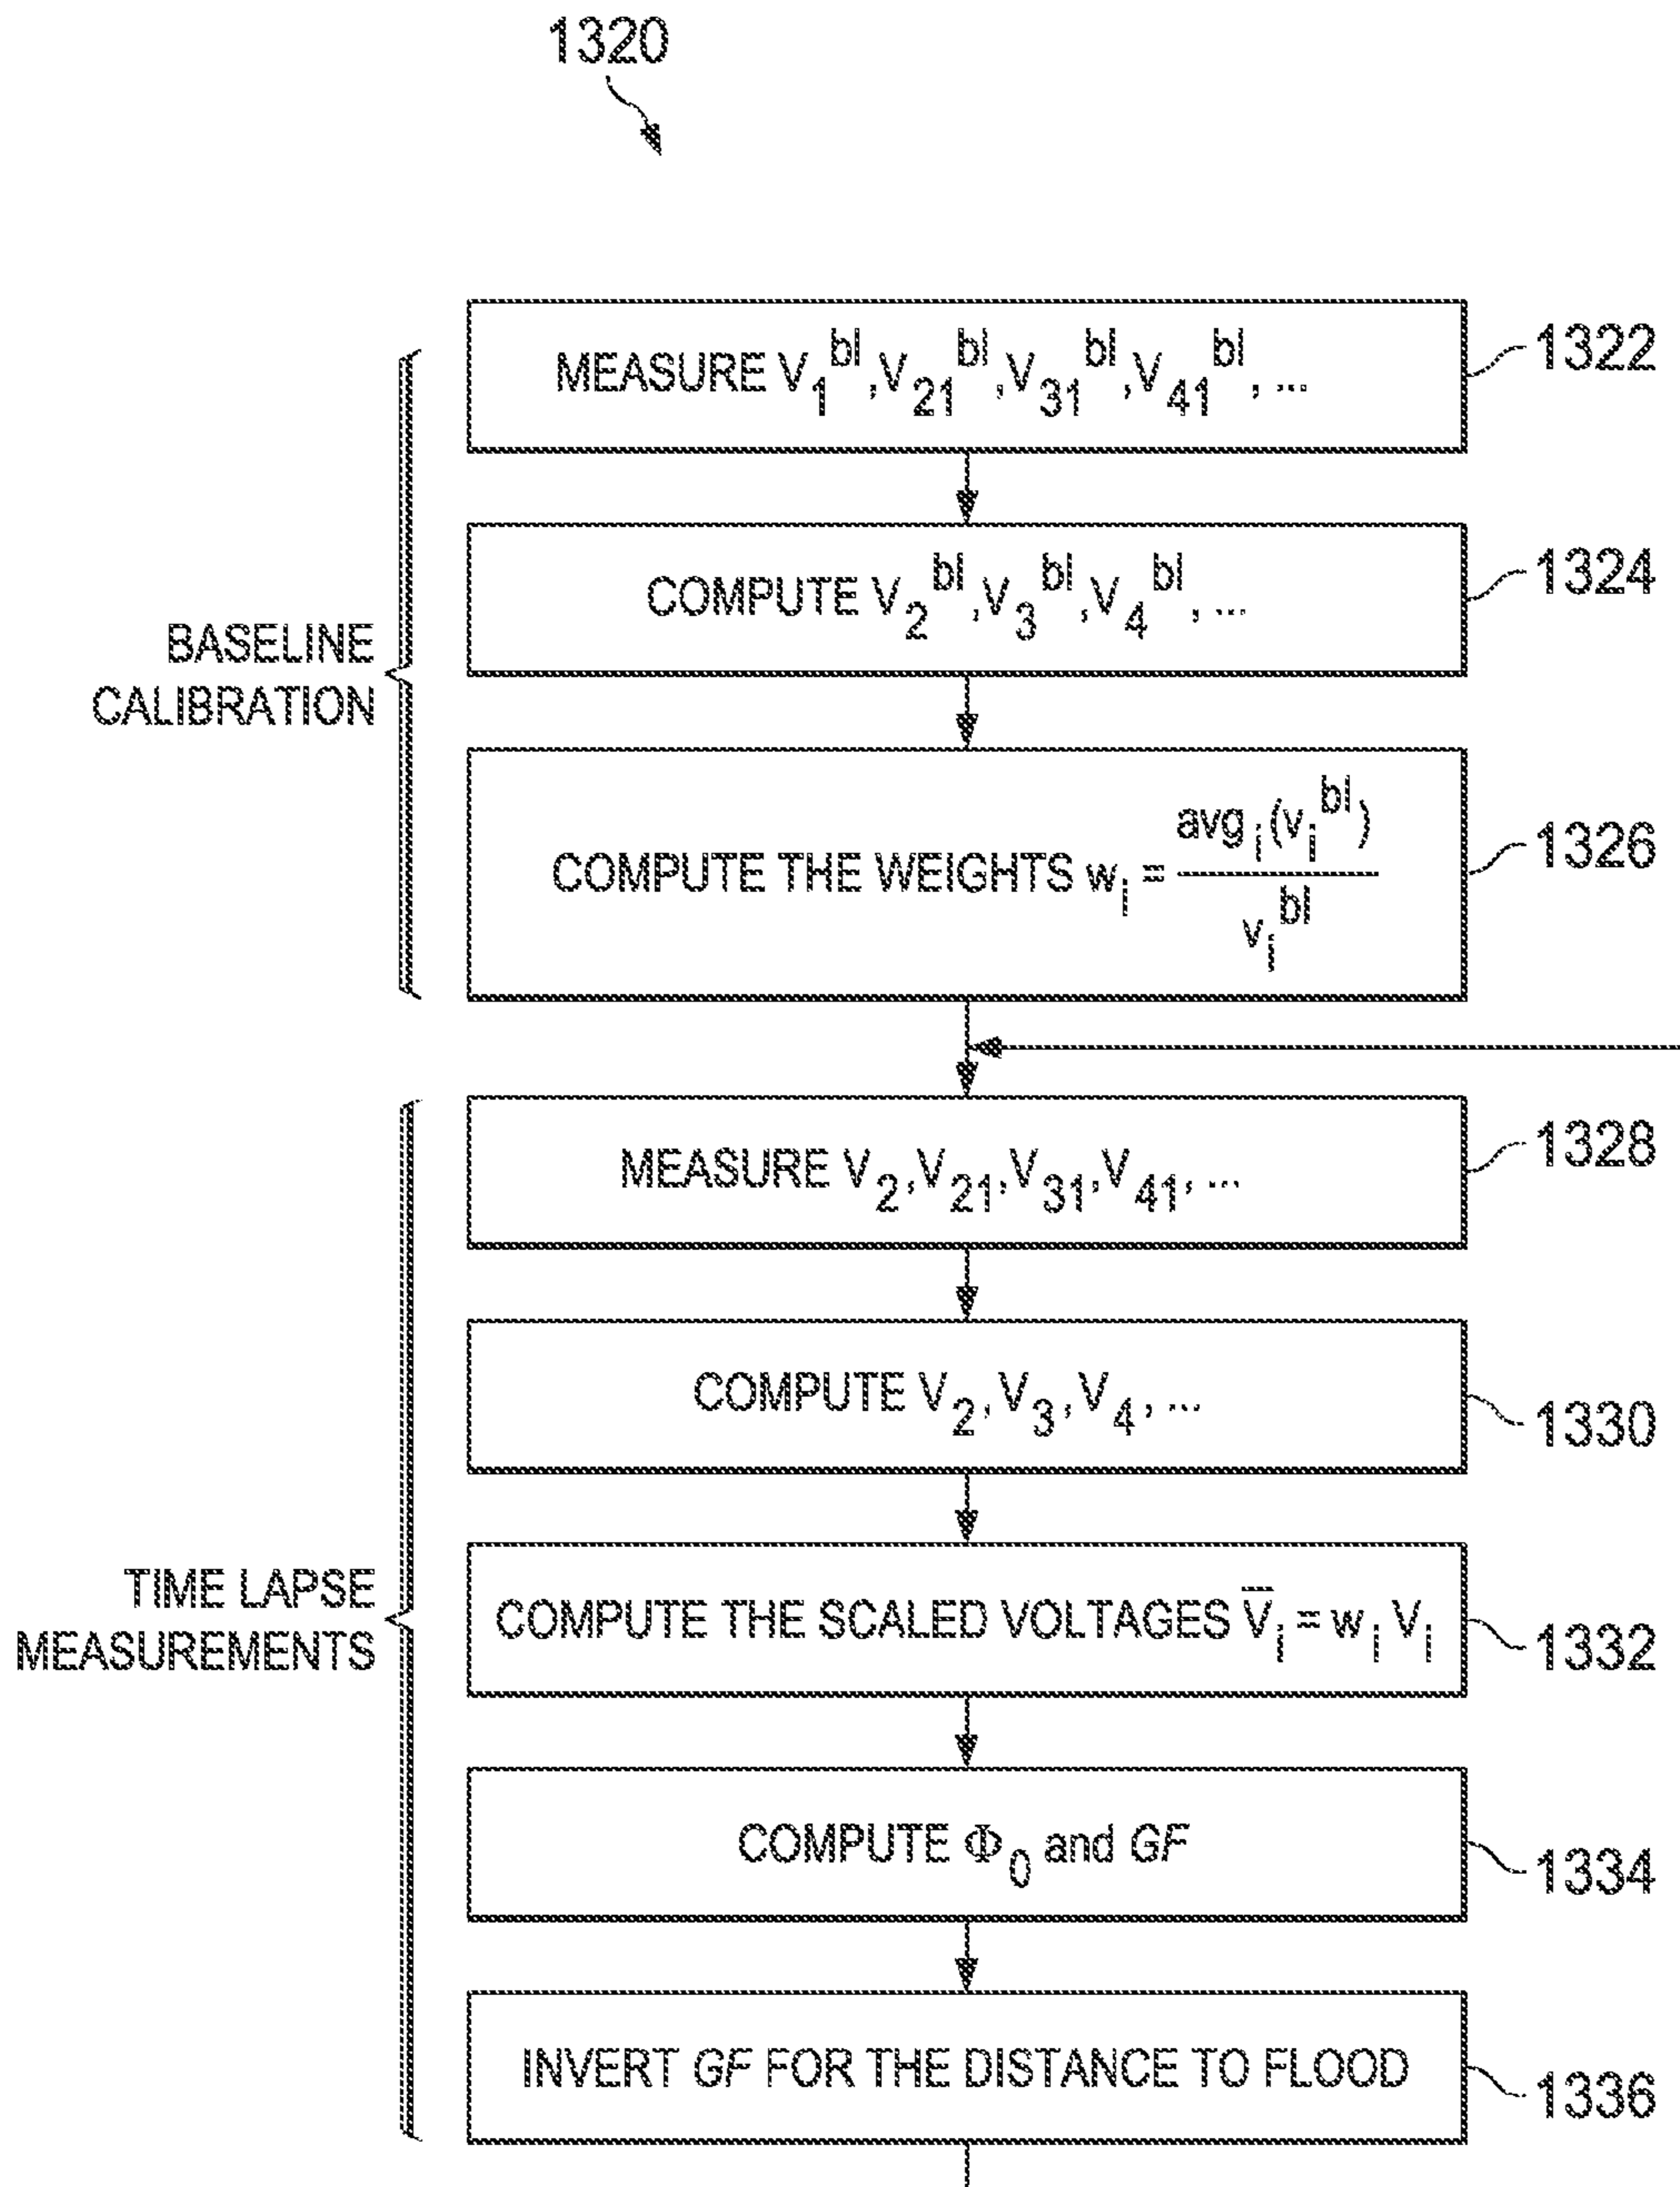 1320
MEASURE V₁ᵇˡ, V₂₁ᵇˡ, V₃₁ᵇˡ, V₄₁ᵇˡ, ...
1322
COMPUTE V₂ᵇˡ, V₃ᵇˡ, V₄ᵇˡ, ...
1324
BASELINE
CALIBRATION
COMPUTE THE WEIGHTS wᵢ = avgᵢ(vᵢᵇˡ) / vᵢᵇˡ
1326
MEASURE V₂, V₂₁, V₃₁, V₄₁, ...
1328
COMPUTE V₂, V₃, V₄, ...
1330
TIME LAPSE
MEASUREMENTS
COMPUTE THE SCALED VOLTAGES V̅ᵢ = wᵢ Vᵢ
1332
COMPUTE Φ₀ and GF
1334
INVERT GF FOR THE DISTANCE TO FLOOD
1336